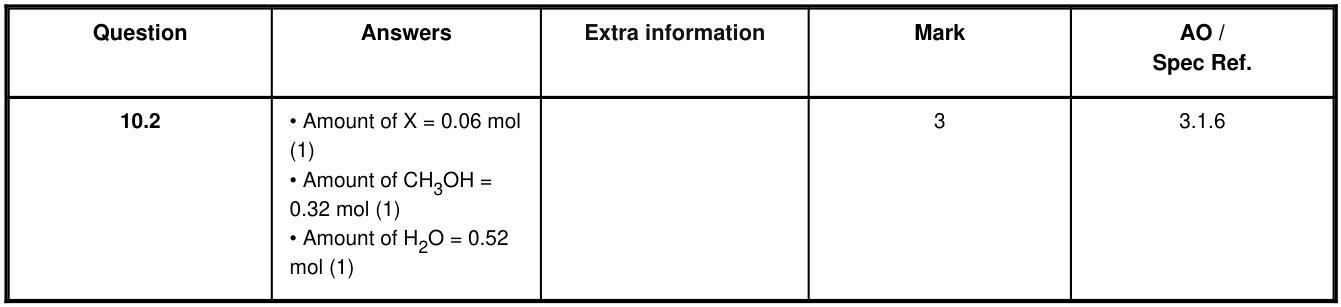 Question Answers Extra information Mark AO /
Spec Ref.
10.2 • Amount of X = 0.06 mol 3 3.1.6
(1)
• Amount of CH3OH =
0.32 mol (1)
• Amount of H2O = 0.52
mol (1)